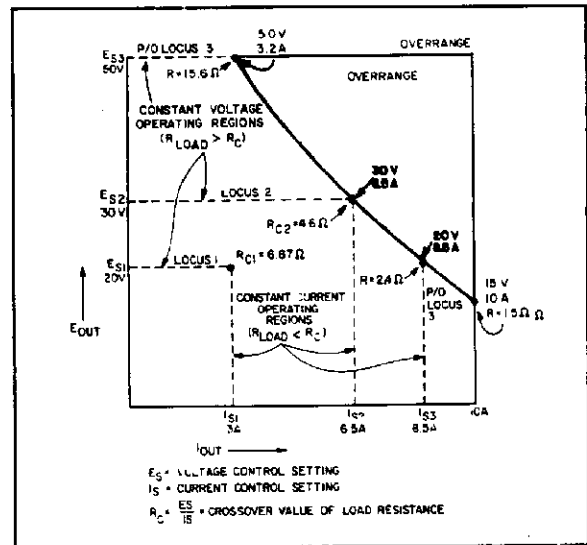 P/O LOCUS 3
50V
3.2A
OVERRANGE
ES3
50V
R=15.6Ω
OVERRANGE
CONSTANT VOLTAGE
OPERATING REGIONS
(RLOAD > RC)
ES2
30V
LOCUS 2
30V
6.5A
RC2=4.6Ω
ES1
20V
LOCUS 1
RC1=6.67Ω
20V
8.5A
R=2.4Ω
P/O
LOCUS
3
15V
10A
R=1.5Ω Ω
CONSTANT CURRENT
OPERATING
REGIONS
(RLOAD < RC)
EOUT
IS1
3A
IS2
6.5A
IS3
8.5A
10A
IOUT
ES= VOLTAGE CONTROL SETTING
IS= CURRENT CONTROL SETTING
RC= ES/IS = CROSSOVER VALUE OF LOAD RESISTANCE